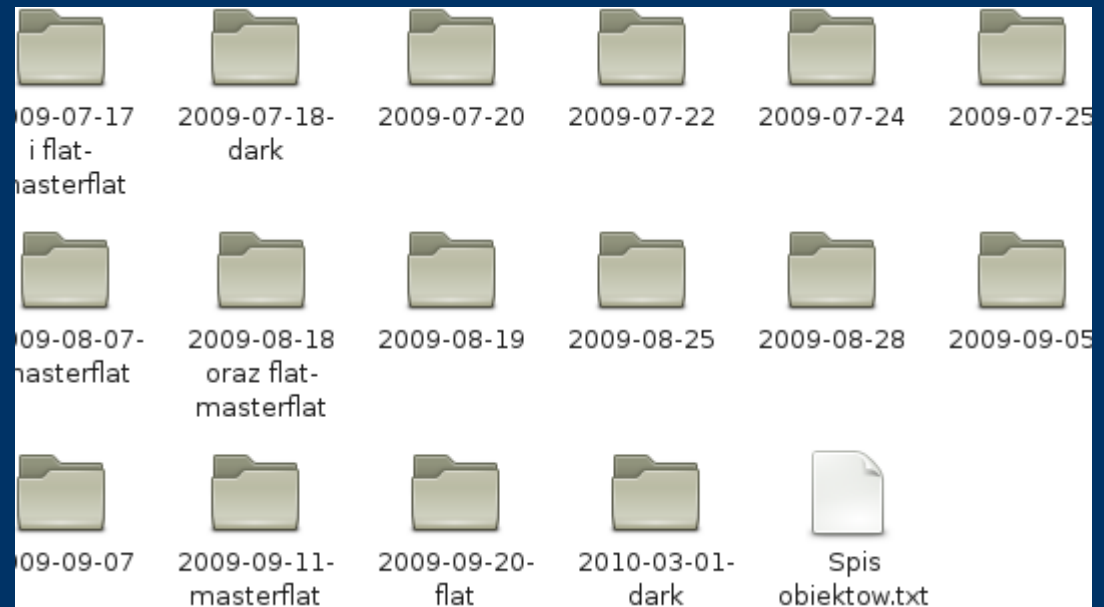 09-07-17 2009-07-18- 2009-07-20 2009-07-22 2009-07-24 2009-07-25
i flat- dark
asterflat
09-08-07- 2009-08-18 2009-08-19 2009-08-25 2009-08-28 2009-09-05
asterflat oraz flat-
masterflat
09-09-07 2009-09-11- 2009-09-20- 2010-03-01- Spis
masterflat flat dark obiektow.txt